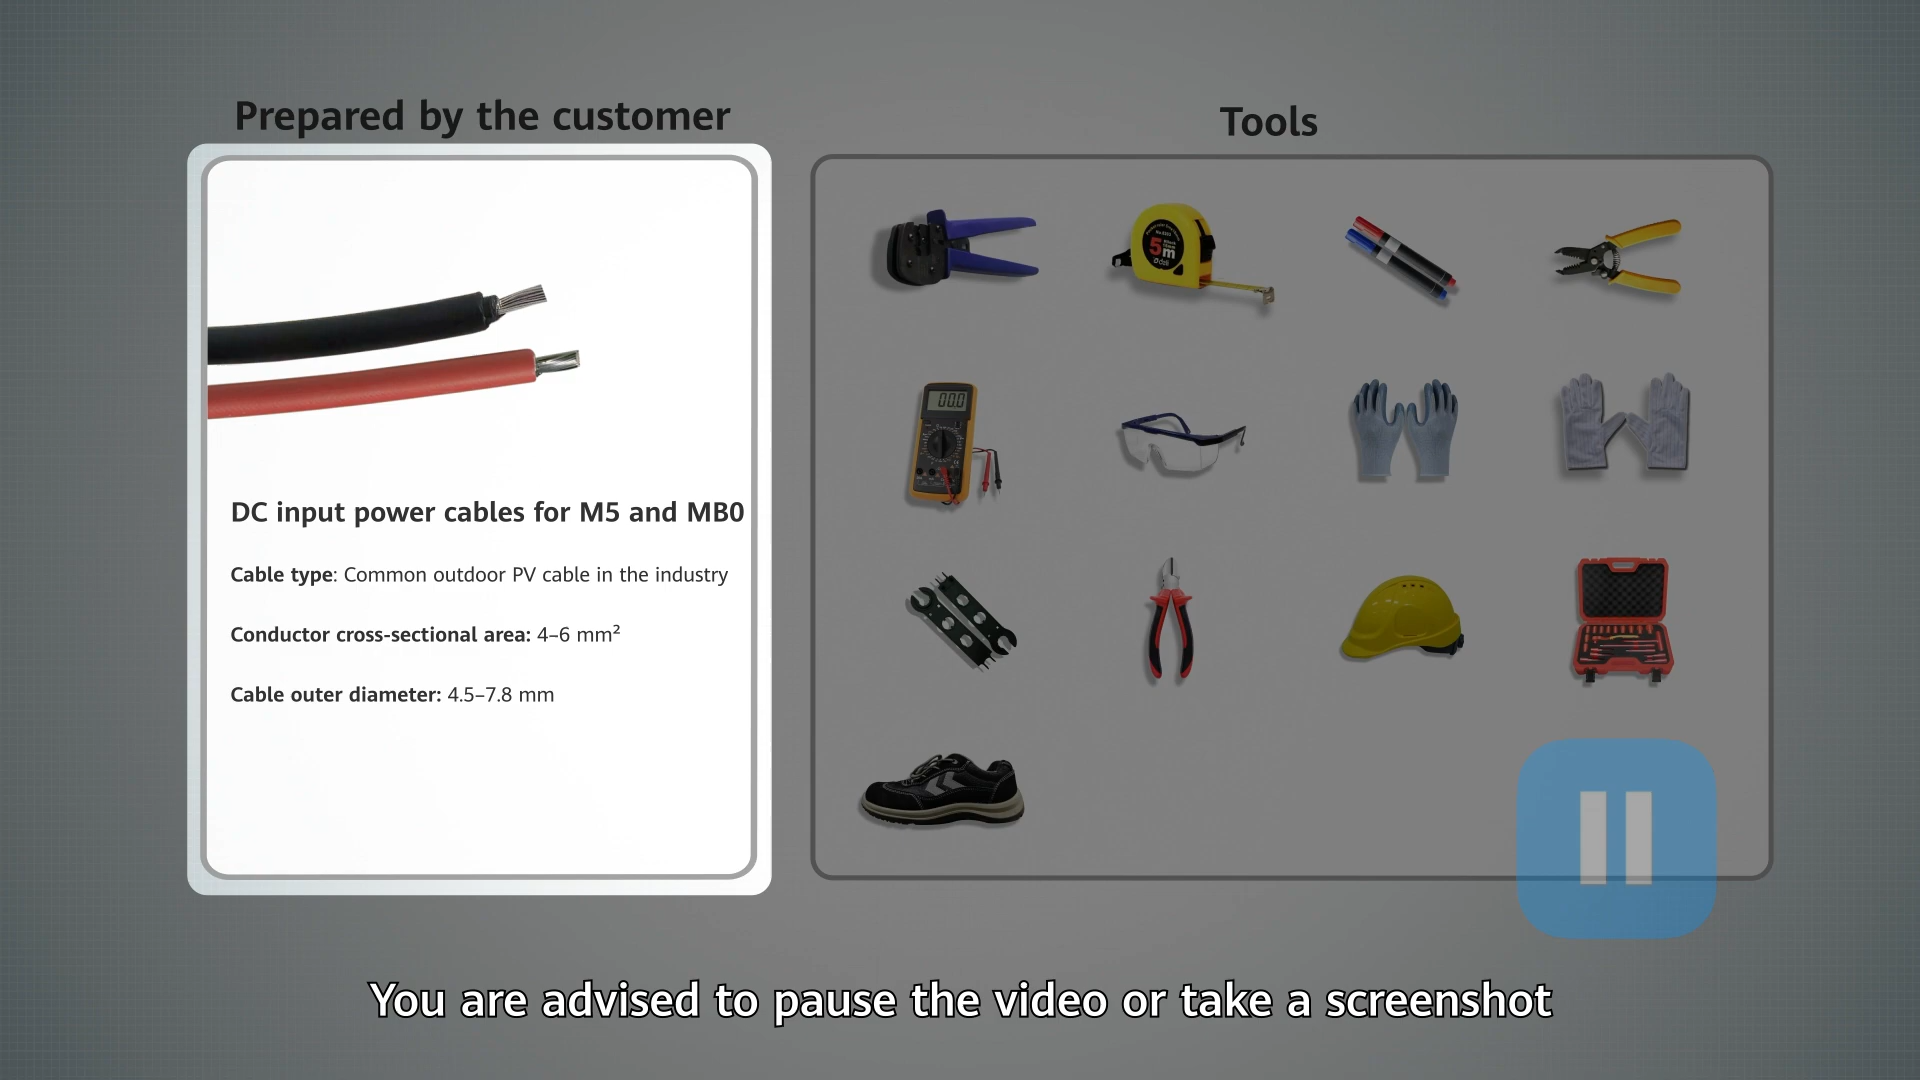 Prepared by the customer
Tools
5
m
000
DC input power cables for M5 and MB0
Cable type: Common outdoor PV cable in the industry
Conductor cross-sectional area: 4–6 mm²
Cable outer diameter: 4.5–7.8 mm
You are advised to pause the video or take a screenshot